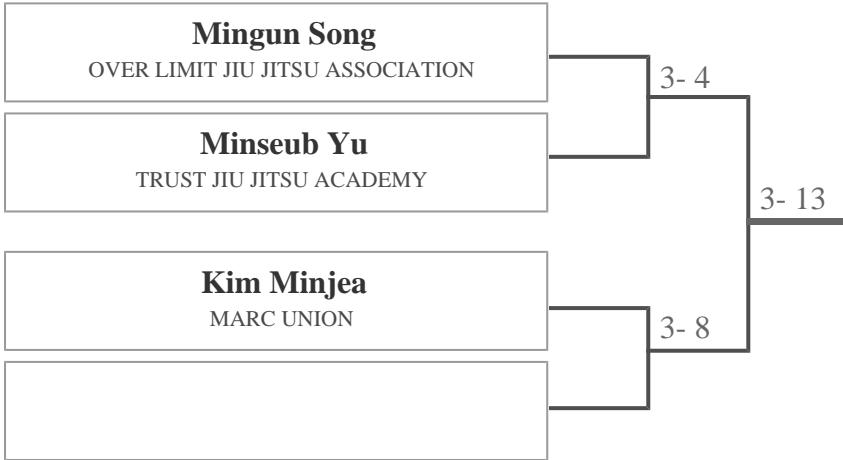 Mingun Song
OVER LIMIT JIU JITSU ASSOCIATION
3- 4
Minseub Yu
TRUST JIU JITSU ACADEMY
3- 13
Kim Minjea
MARC UNION
3- 8